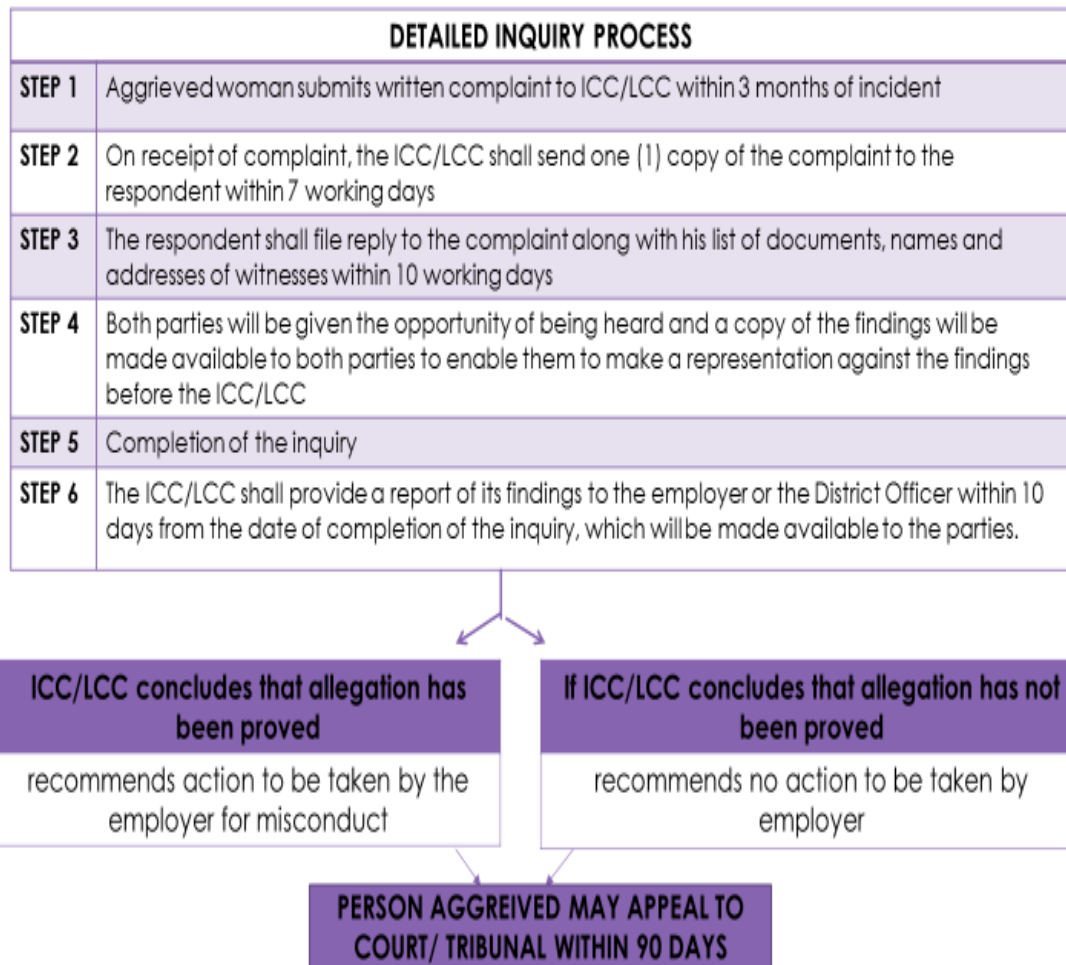 DETAILED INQUIRY PROCESS
STEP 1 Aggrieved woman submits written complaint to ICC/LCC within 3 months of incident
STEP 2 On receipt of complaint, the ICC/LCC shall send one (1) copy of the complaint to the
respondent within 7 working days
STEP 3 The respondent shall file reply to the complaint along with his list of documents, names and
addresses of witnesses within 10 working days
STEP 4 Both parties will be given the opportunity of being heard and a copy of the findings will be
made available to both parties to enable them to make a representation against the findings
before the ICC/LCC
STEP 5 Completion of the inquiry
STEP 6 The ICC/LCC shall provide a report of its findings to the employer or the District Officer within 10
days from the date of completion of the inquiry, which will be made available to the parties.
ICC/LCC concludes that allegation has
been proved
recommends action to be taken by the
employer for misconduct
If ICC/LCC concludes that allegation has not
been proved
recommends no action to be taken by
employer
PERSON AGGREIVED MAY APPEAL TO
COURT/ TRIBUNAL WITHIN 90 DAYS